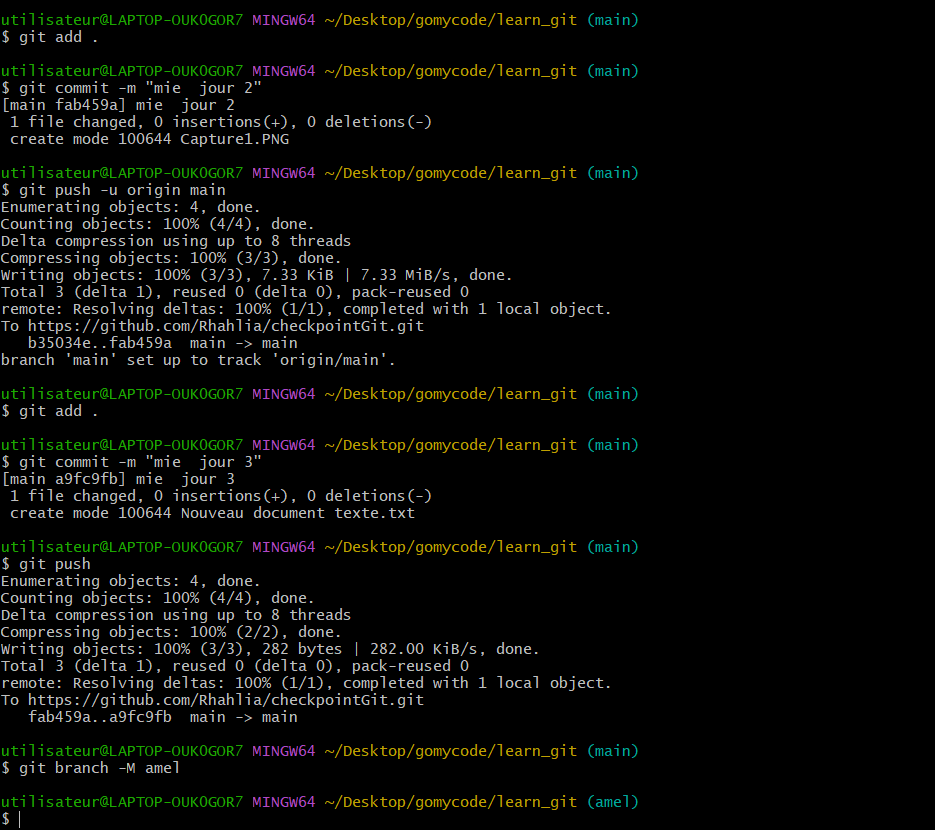 utilisateur@LAPTOP-OUKOGOR7 MINGW64 ~/Desktop/gomycode/learn_git (main)
$ git add .
utilisateur@LAPTOP-OUKOGOR7 MINGW64 ~/Desktop/gomycode/learn_git (main)
$ git commit -m "mie  jour 2"
[main fab459a] mie  jour 2
 1 file changed, 0 insertions(+), 0 deletions(-)
 create mode 100644 Capture1.PNG
utilisateur@LAPTOP-OUKOGOR7 MINGW64 ~/Desktop/gomycode/learn_git (main)
$ git push -u origin main
Enumerating objects: 4, done.
Counting objects: 100% (4/4), done.
Delta compression using up to 8 threads
Compressing objects: 100% (3/3), done.
Writing objects: 100% (3/3), 7.33 KiB | 7.33 MiB/s, done.
Total 3 (delta 1), reused 0 (delta 0), pack-reused 0
remote: Resolving deltas: 100% (1/1), completed with 1 local object.
To https://github.com/Rhahlia/checkpointGit.git
   b35034e..fab459a  main -> main
branch 'main' set up to track 'origin/main'.
utilisateur@LAPTOP-OUKOGOR7 MINGW64 ~/Desktop/gomycode/learn_git (main)
$ git add .
utilisateur@LAPTOP-OUKOGOR7 MINGW64 ~/Desktop/gomycode/learn_git (main)
$ git commit -m "mie  jour 3"
[main a9fc9fb] mie  jour 3
 1 file changed, 0 insertions(+), 0 deletions(-)
 create mode 100644 Nouveau document texte.txt
utilisateur@LAPTOP-OUKOGOR7 MINGW64 ~/Desktop/gomycode/learn_git (main)
$ git push
Enumerating objects: 4, done.
Counting objects: 100% (4/4), done.
Delta compression using up to 8 threads
Compressing objects: 100% (2/2), done.
Writing objects: 100% (3/3), 282 bytes | 282.00 KiB/s, done.
Total 3 (delta 1), reused 0 (delta 0), pack-reused 0
remote: Resolving deltas: 100% (1/1), completed with 1 local object.
To https://github.com/Rhahlia/checkpointGit.git
   fab459a..a9fc9fb  main -> main
utilisateur@LAPTOP-OUKOGOR7 MINGW64 ~/Desktop/gomycode/learn_git (main)
$ git branch -M amel
utilisateur@LAPTOP-OUKOGOR7 MINGW64 ~/Desktop/gomycode/learn_git (amel)
$